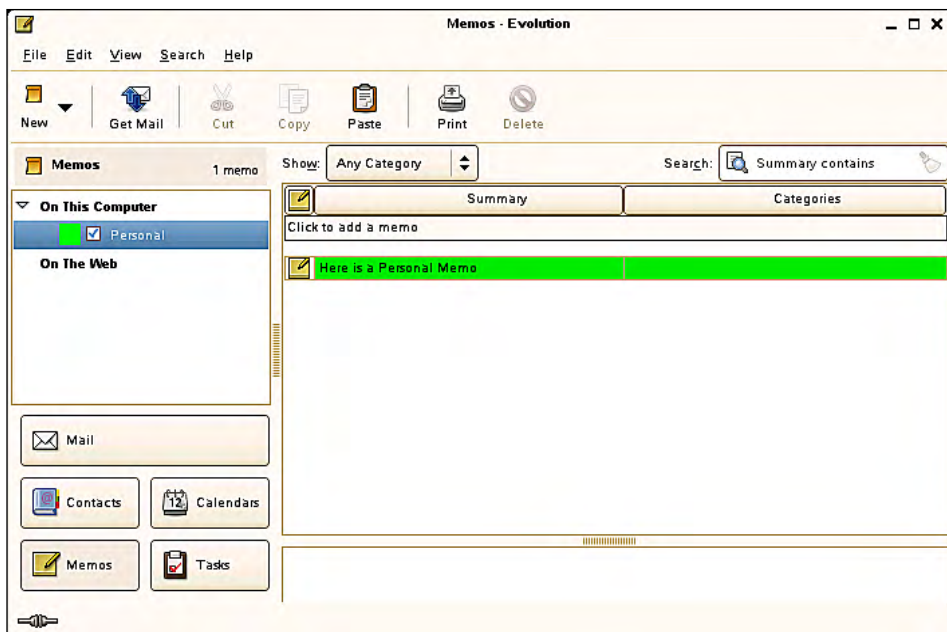 Memos - Evolution
File Edit View Search Help
New Get Mail Cut Copy Paste Print Delete
Memos 1 memo
Show: Any Category Search: Summary contains
Summary Categories
Click to add a memo
On This Computer
Personal
On The Web
Here is a Personal Memo
Mail
Contacts 12 Calendars
Memos Tasks